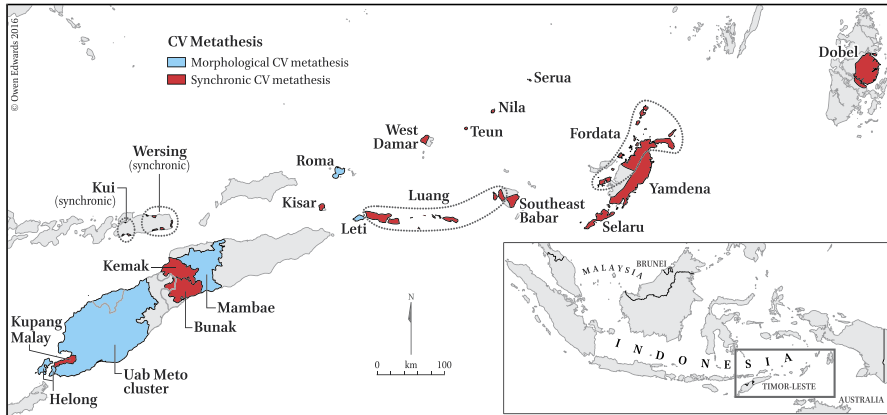 © Owen Edwards 2016
CV Metathesis
Morphological CV metathesis
Synchronic CV metathesis
Dobel
Serua
Nila
Teun
West
Damar
Fordata
Wersing
(synchronic)
Roma
Kui
(synchronic)
Kisar
Luang
Leti
Southeast
Babar
Yamdena
Selaru
Kemak
Mambae
Bunak
Kupang
Malay
Uab Meto
cluster
Helong
N
0
100
km
MALAYSIA
BRUNEI
INDONESIA
TIMOR-LESTE
AUSTRALIA